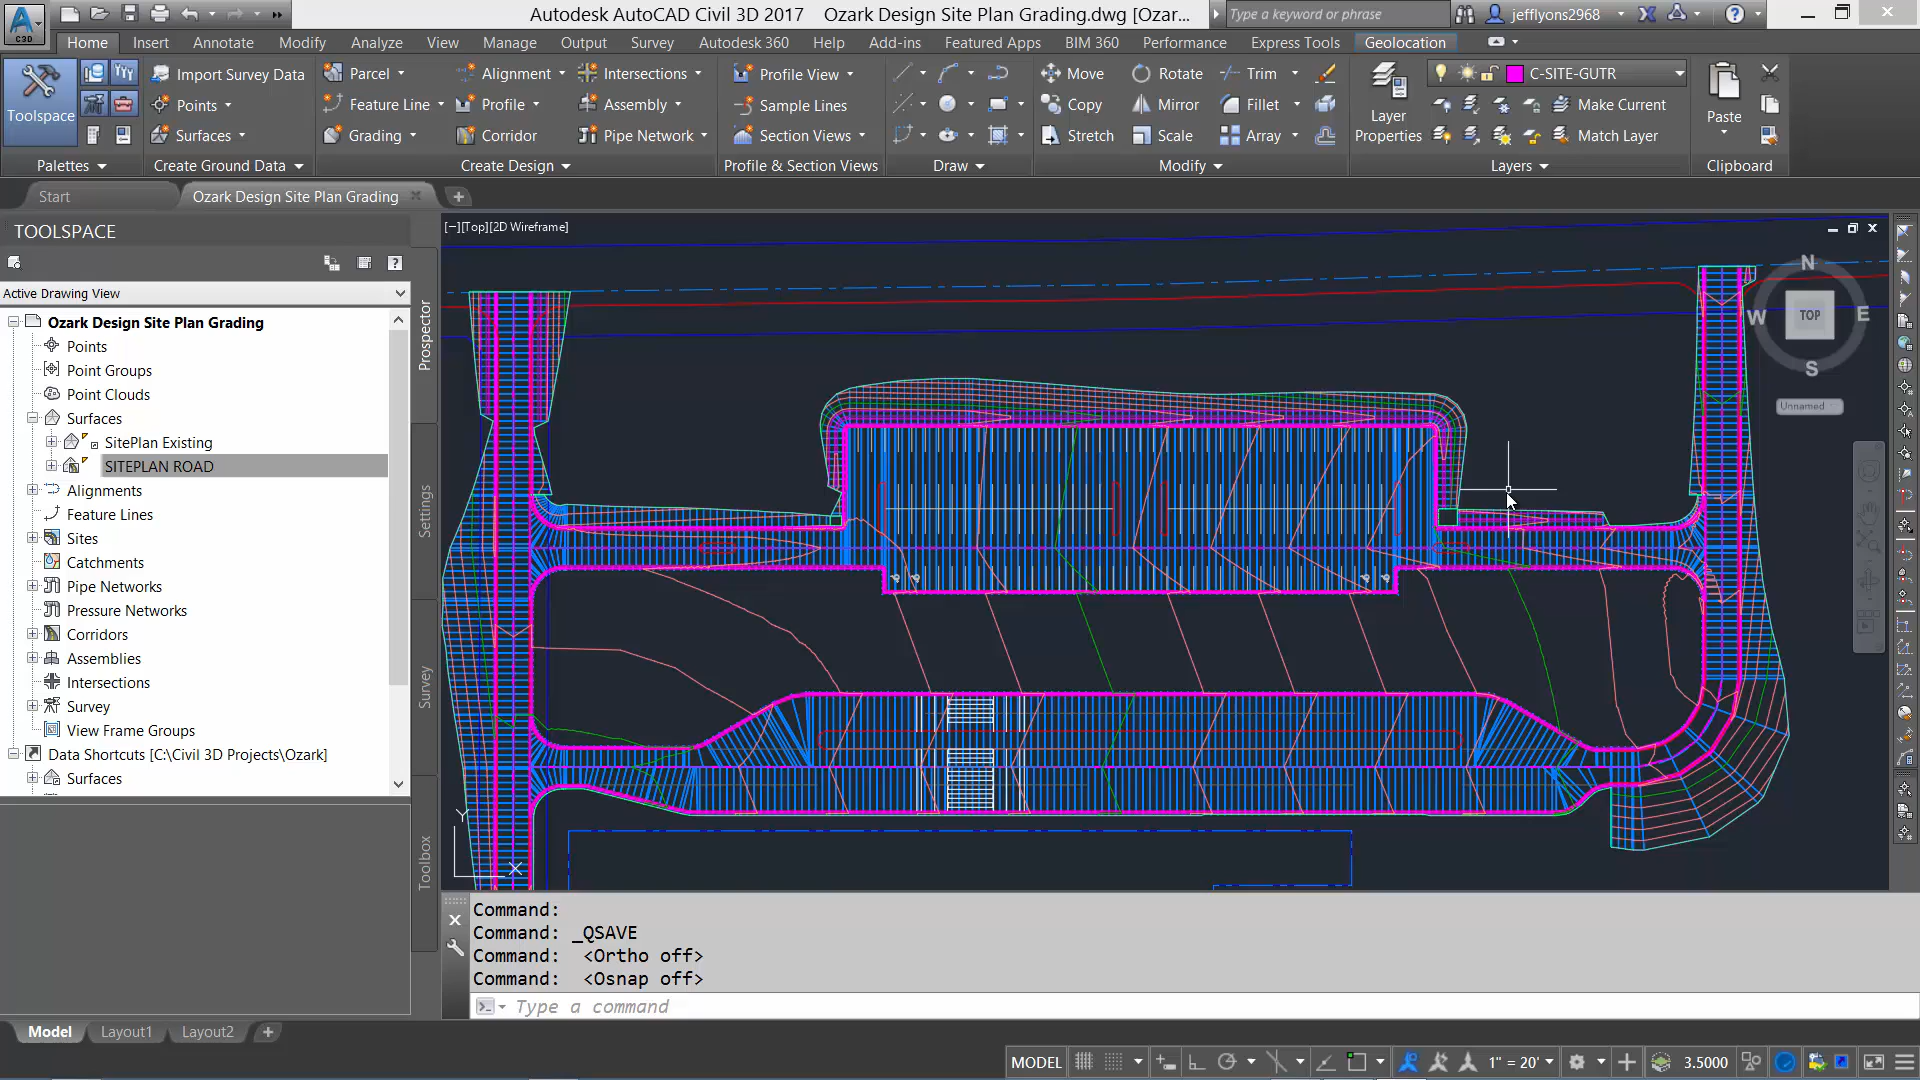 Autodesk AutoCAD Civil 3D 2017 Ozark Design Site Plan Grading.dwg [Ozar...
Type a keyword or phrase
jefflyons2968
C3D
Home Insert Annotate Modify Analyze View Manage Output Survey Autodesk 360 Help Add-ins Featured Apps BIM 360 Performance Express Tools Geolocation
Toolspace
Import Survey Data
Points
Surfaces
Parcel
Feature Line
Grading
Alignment
Profile
Corridor
Intersections
Assembly
Pipe Network
Profile View
Sample Lines
Section Views
Move
Copy
Stretch
Rotate
Mirror
Scale
Trim
Fillet
Array
Layer
Properties
C-SITE-GUTR
Make Current
Match Layer
Paste
Palettes
Create Ground Data
Create Design
Profile & Section Views
Draw
Modify
Layers
Clipboard
Start
Ozark Design Site Plan Grading
TOOLSPACE
Active Drawing View
Ozark Design Site Plan Grading
Points
Point Groups
Point Clouds
Surfaces
SitePlan Existing
SITEPLAN ROAD
Alignments
Feature Lines
Sites
Catchments
Pipe Networks
Pressure Networks
Corridors
Assemblies
Intersections
Survey
View Frame Groups
Data Shortcuts [C:\Civil 3D Projects\Ozark]
Surfaces
Prospector
Settings
Survey
Toolbox
[−][Top][2D Wireframe]
N
W
TOP
E
S
Unnamed
Y
X
Command:
Command: _QSAVE
Command: <Ortho off>
Command: <Osnap off>
Type a command
Model Layout1 Layout2
MODEL
1" = 20'
3.5000